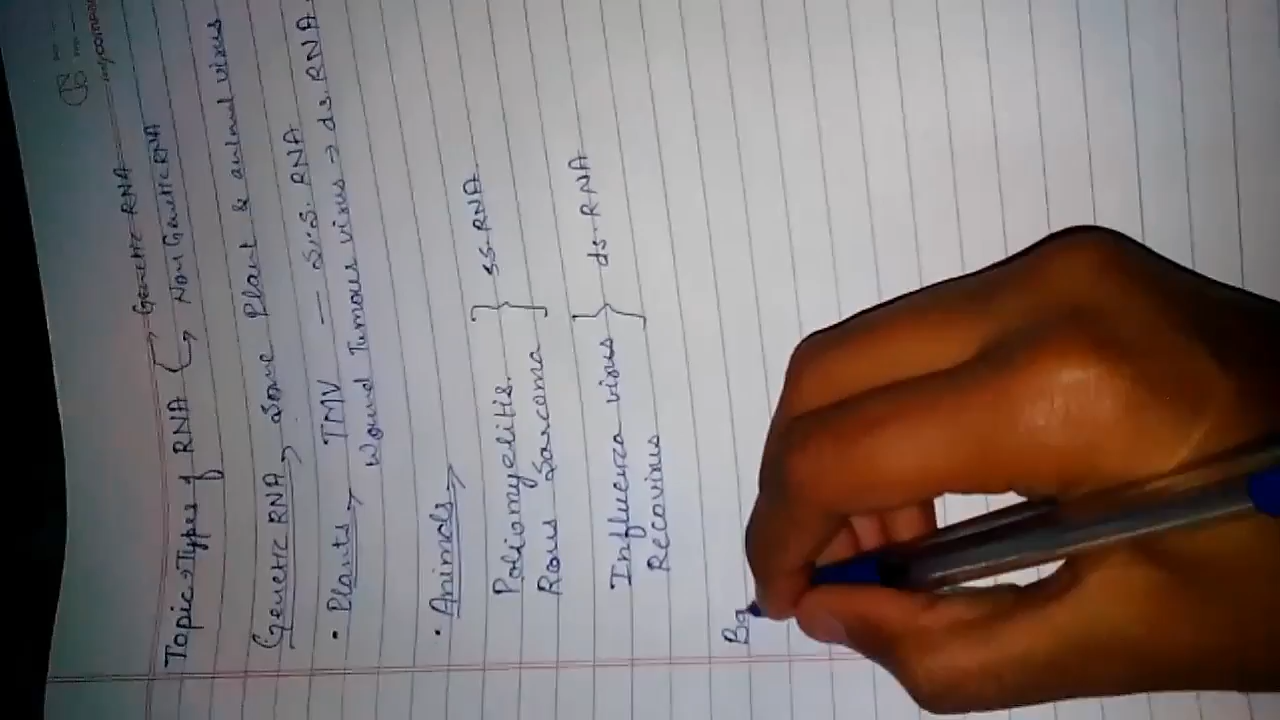 Topic → Types of RNA → Genetic RNA
→ Non Genetic RNA
Genetic RNA → Some Plant & animal virus
• Plants → TMV — S.S. RNA
Wound Tumour virus → ds. RNA.
• Animals →
Poliomyelitis. } ss. RNA
Rous Sarcoma
Influenza virus } ds. RNA
Reovirus
Ba